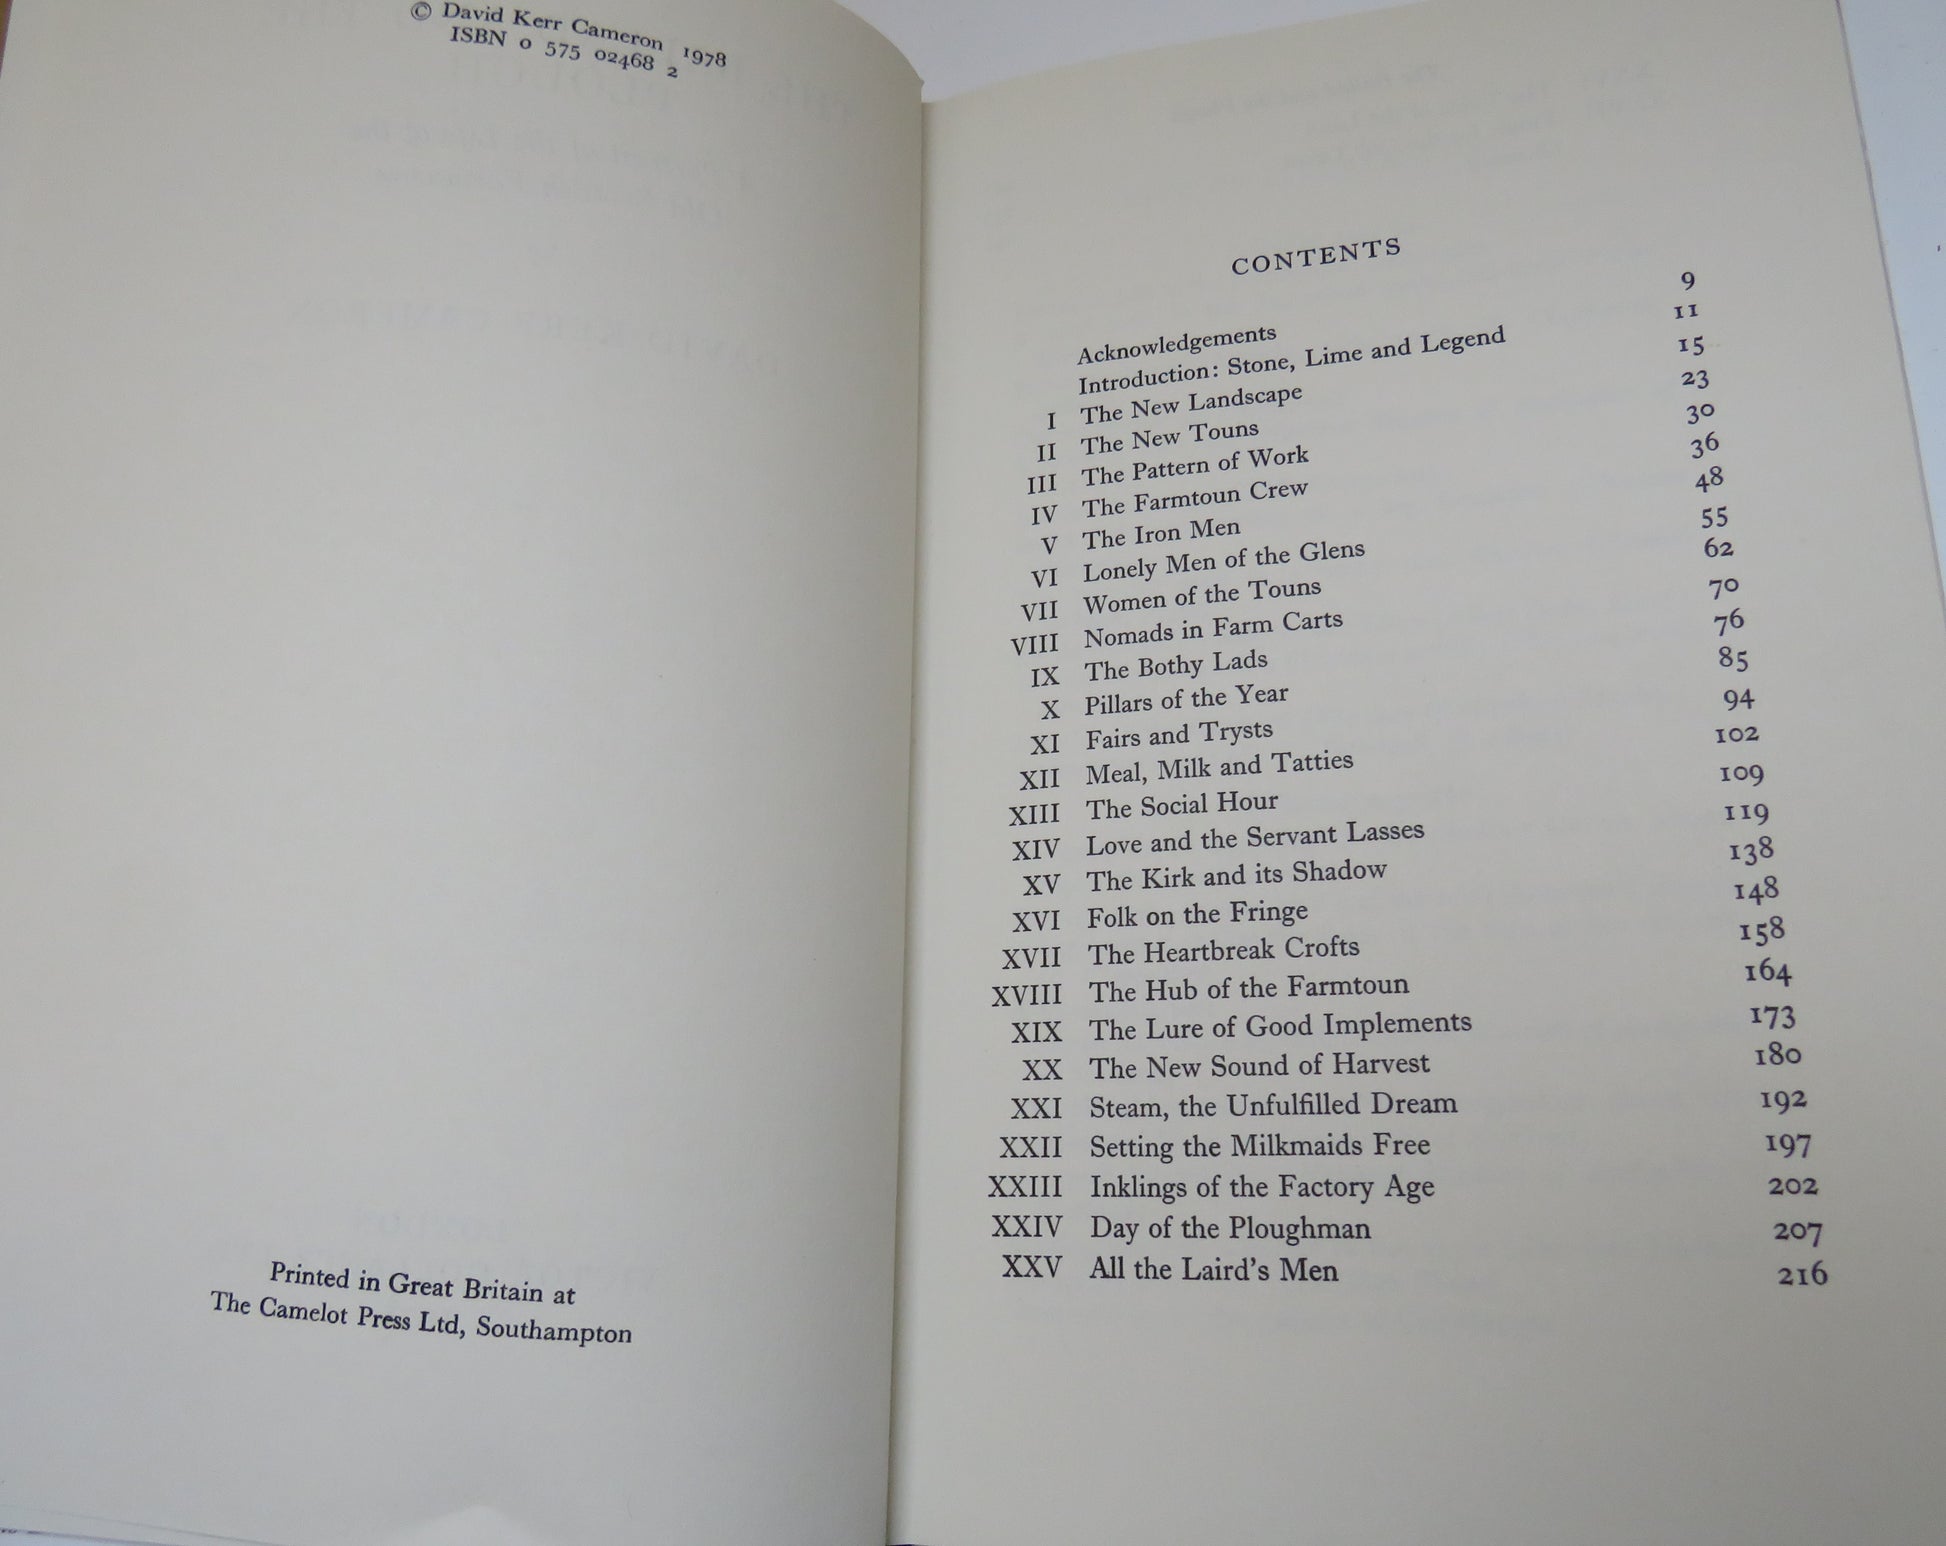 © David Kerr Cameron 1978
ISBN 0 575 02468 2
Printed in Great Britain at
The Camelot Press Ltd, Southampton
CONTENTS
Acknowledgements 9
Introduction: Stone, Lime and Legend 11
I The New Landscape 15
II The New Touns 23
III The Pattern of Work 30
IV The Farmtoun Crew 36
V The Iron Men 48
VI Lonely Men of the Glens 55
VII Women of the Touns 62
VIII Nomads in Farm Carts 70
IX The Bothy Lads 76
X Pillars of the Year 85
XI Fairs and Trysts 94
XII Meal, Milk and Tatties 102
XIII The Social Hour 109
XIV Love and the Servant Lasses 119
XV The Kirk and its Shadow 138
XVI Folk on the Fringe 148
XVII The Heartbreak Crofts 158
XVIII The Hub of the Farmtoun 164
XIX The Lure of Good Implements 173
XX The New Sound of Harvest 180
XXI Steam, the Unfulfilled Dream 192
XXII Setting the Milkmaids Free 197
XXIII Inklings of the Factory Age 202
XXIV Day of the Ploughman 207
XXV All the Laird's Men 216